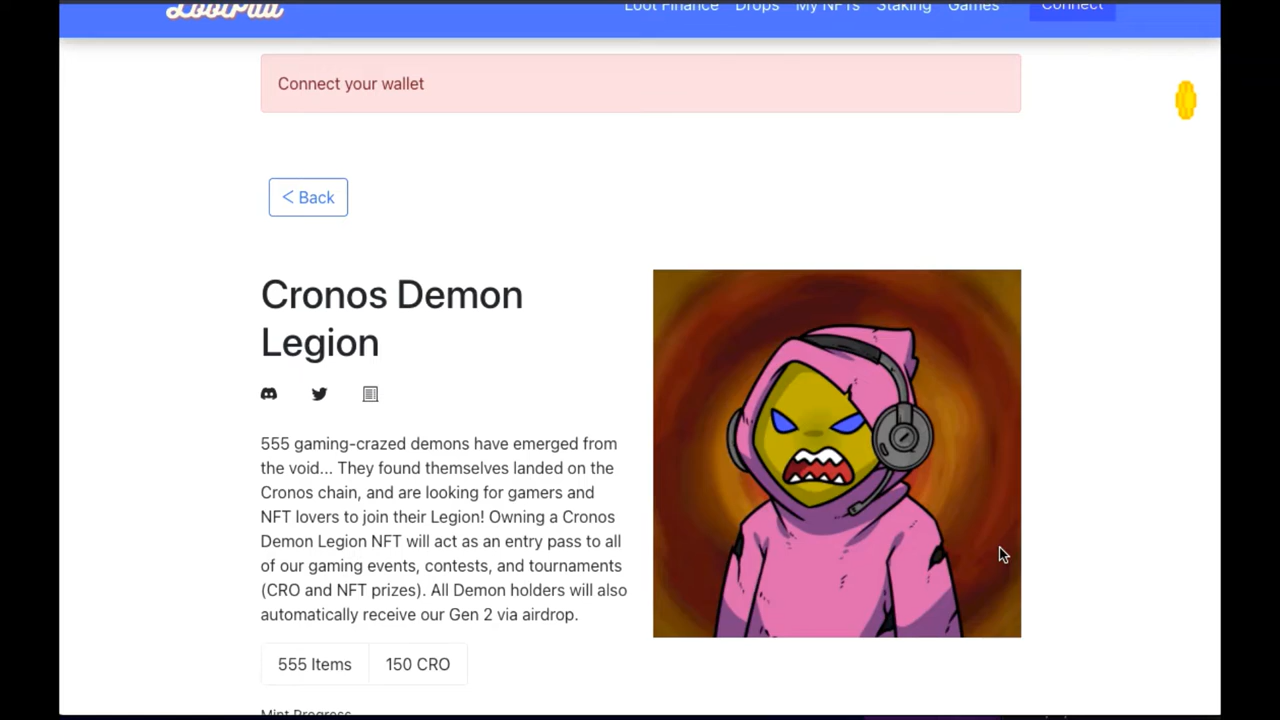 LootPad
Loot Finance Drops My NFTs Staking Games Connect
Connect your wallet
< Back
Cronos Demon
Legion
555 gaming-crazed demons have emerged from
the void... They found themselves landed on the
Cronos chain, and are looking for gamers and
NFT lovers to join their Legion! Owning a Cronos
Demon Legion NFT will act as an entry pass to all
of our gaming events, contests, and tournaments
(CRO and NFT prizes). All Demon holders will also
automatically receive our Gen 2 via airdrop.
555 Items 150 CRO
Mint Progress